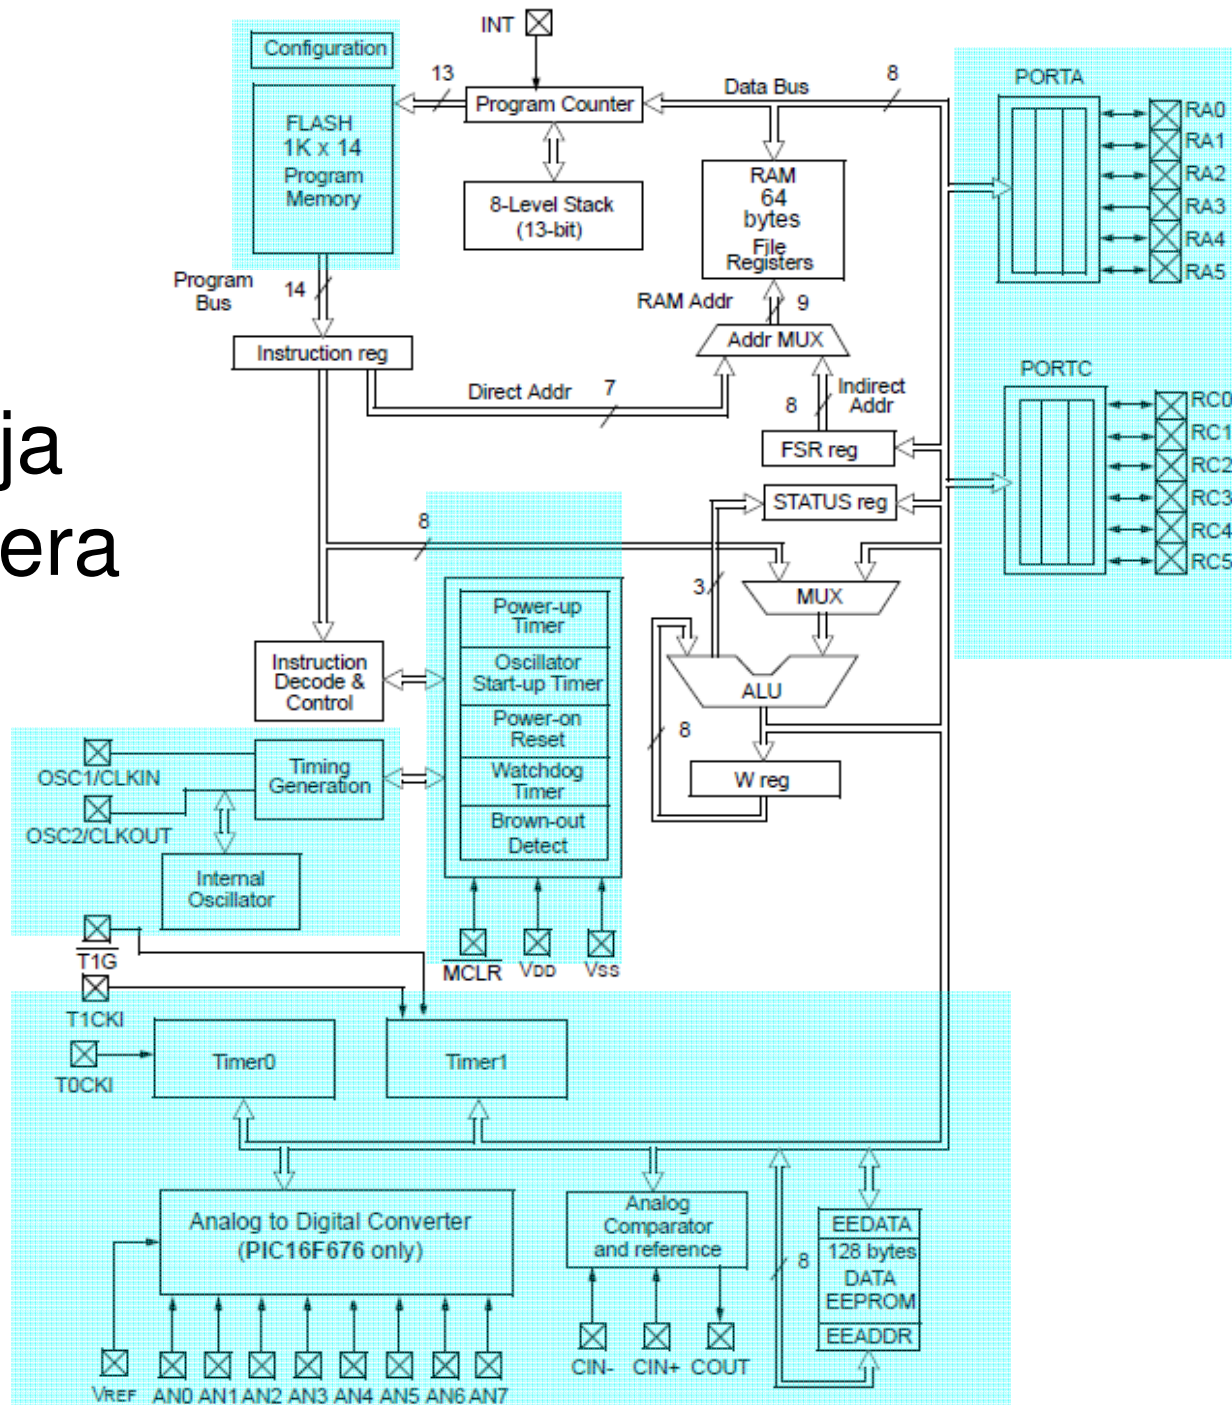 INT
Configuration
FLASH
1K x 14
Program
Memory
13
Program Counter
Data Bus
8
8-Level Stack
(13-bit)
RAM
64
bytes
File
Registers
PORTA
RA0
RA1
RA2
RA3
RA4
RA5
Program
Bus
14
RAM Addr
9
Addr MUX
Instruction reg
Direct Addr
7
8
Indirect
Addr
FSR reg
STATUS reg
PORTC
RC0
RC1
RC2
RC3
RC4
RC5
ja
era
8
3
MUX
ALU
8
W reg
Power-up
Timer
Oscillator
Start-up Timer
Power-on
Reset
Watchdog
Timer
Brown-out
Detect
Instruction
Decode &
Control
OSC1/CLKIN
OSC2/CLKOUT
Timing
Generation
Internal
Oscillator
MCLR
VDD
VSS
T1G
T1CKI
T0CKI
Timer0
Timer1
Analog to Digital Converter
(PIC16F676 only)
Analog
Comparator
and reference
8
EEDATA
128 bytes
DATA
EEPROM
EEADDR
CIN- CIN+ COUT
VREF AN0 AN1 AN2 AN3 AN4 AN5 AN6 AN7